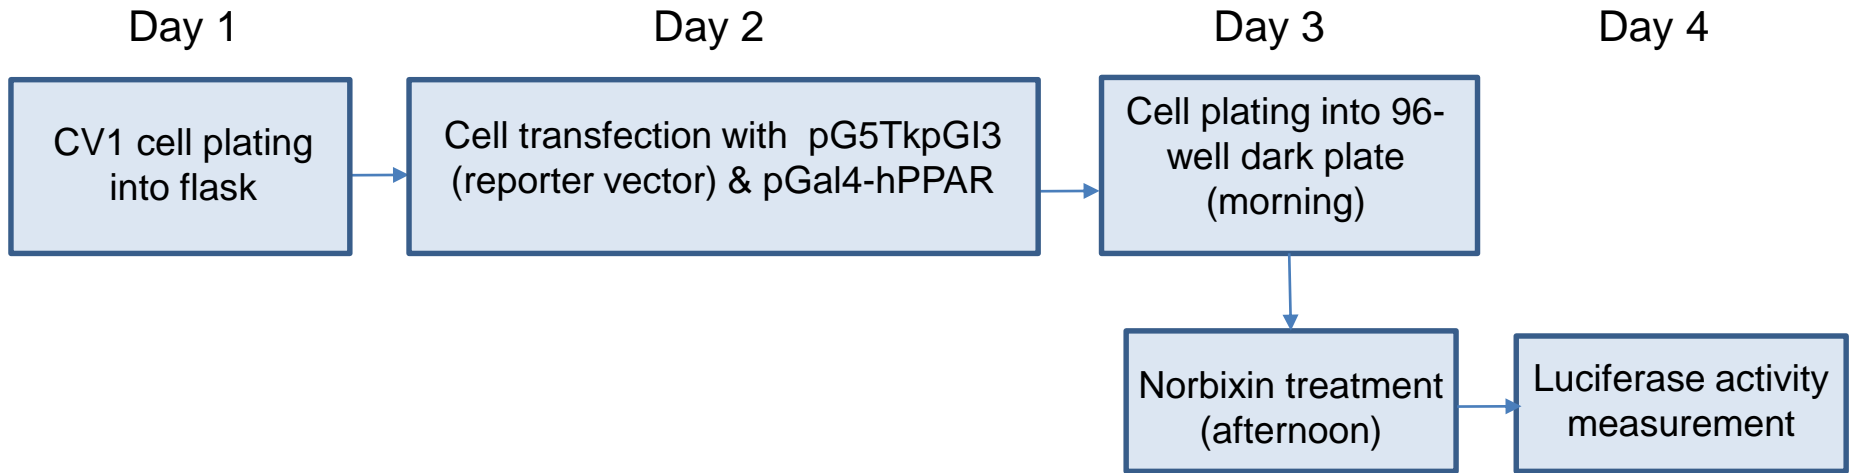 Day 1
Day 2
Day 3
Day 4
CV1 cell plating
into flask
Cell transfection with pG5TkpGl3
(reporter vector) & pGal4-hPPAR
Cell plating into 96-
well dark plate
(morning)
Norbixin treatment
(afternoon)
Luciferase activity
measurement